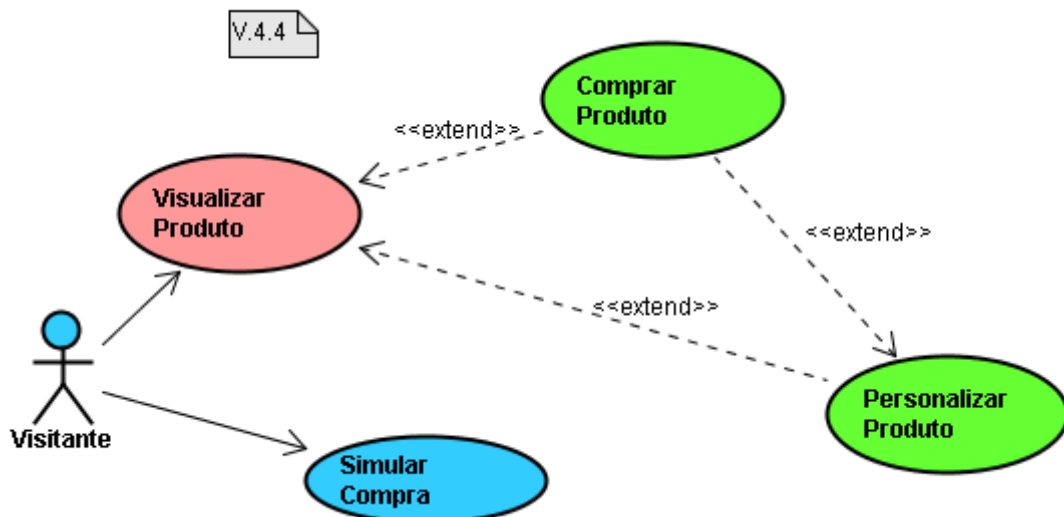 V.4.4
Comprar
Produto
<<extend>>
Visualizar
Produto
<<extend>>
<<extend>>
Personalizar
Produto
Visitante
Simular
Compra